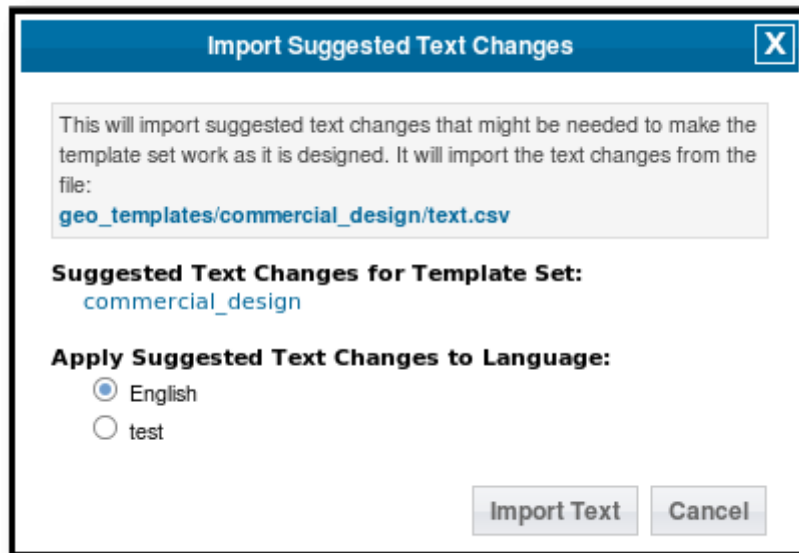 Import Suggested Text Changes
X
This will import suggested text changes that might be needed to make the
template set work as it is designed. It will import the text changes from the
file:
geo_templates/commercial_design/text.csv
Suggested Text Changes for Template Set:
commercial_design
Apply Suggested Text Changes to Language:
English
test
Import Text
Cancel